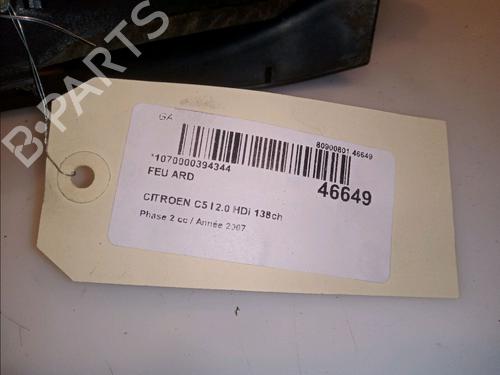 B-PARTS
GA
80900801 46649
*1070000394344
46649
FEU ARD
CITROEN C5 I 2.0 HDi 138ch
Phase 2 cc / Année 2007